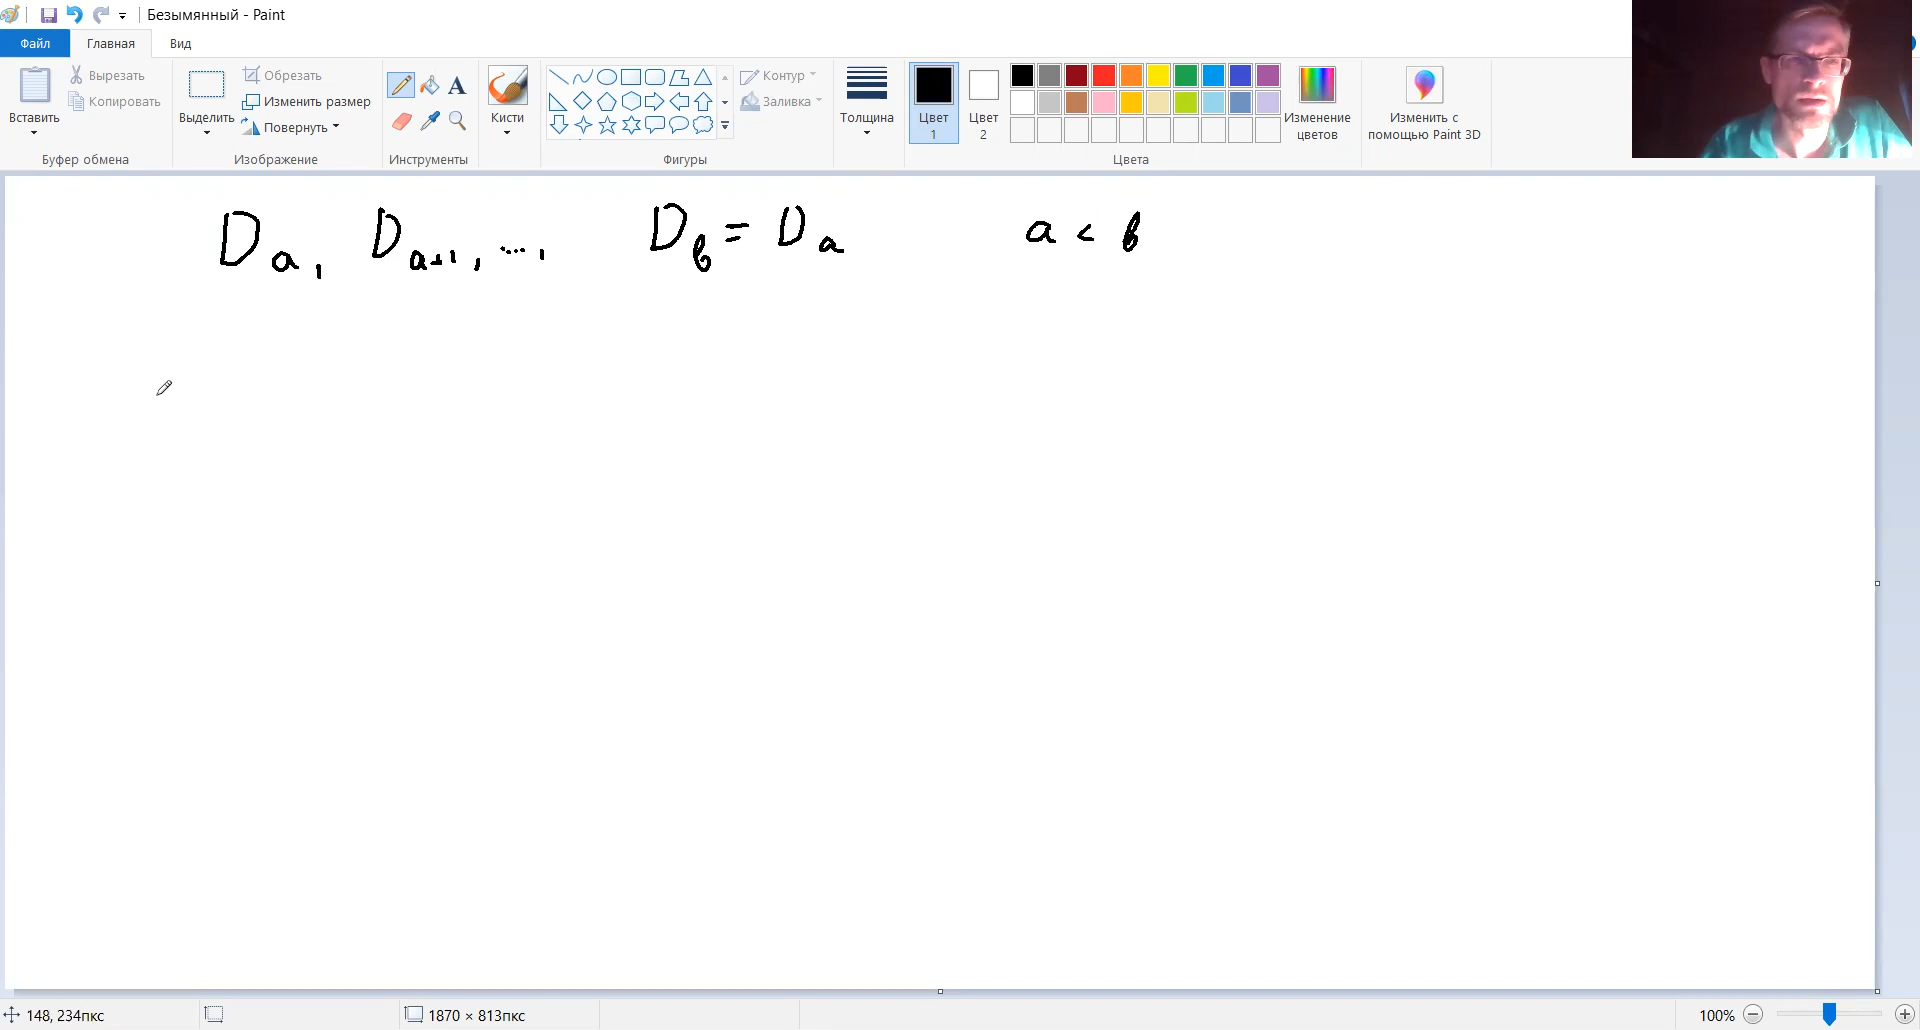 Безымянный - Paint
Файл Главная Вид
Вставить
Вырезать
Копировать
Буфер обмена
Выделить
Обрезать
Изменить размер
Повернуть
Изображение
A
Инструменты
Кисти
Фигуры
Контур
Заливка
Толщина
Цвет 1
Цвет 2
Изменение цветов
Цвета
Изменить с помощью Paint 3D
D_a, D_{a+1}, ..., D_в = D_a a < в
148, 234пкс 1870 × 813пкс 100%